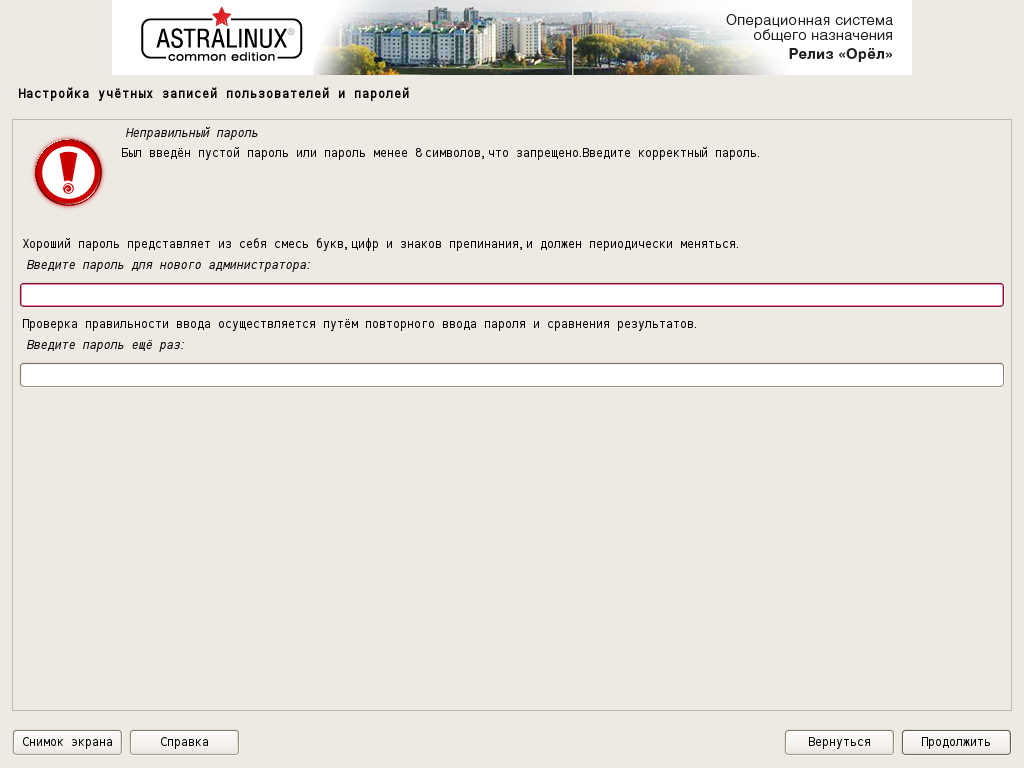 ASTRALINUX®
common edition
Операционная система
общего назначения
Релиз «Орёл»
Настройка учётных записей пользователей и паролей
Неправильный пароль
Был введён пустой пароль или пароль менее 8 символов, что запрещено.Введите корректный пароль.
Хороший пароль представляет из себя смесь букв, цифр и знаков препинания, и должен периодически меняться.
Введите пароль для нового администратора:
Проверка правильности ввода осуществляется путём повторного ввода пароля и сравнения результатов.
Введите пароль ещё раз:
Снимок экрана
Справка
Вернуться
Продолжить